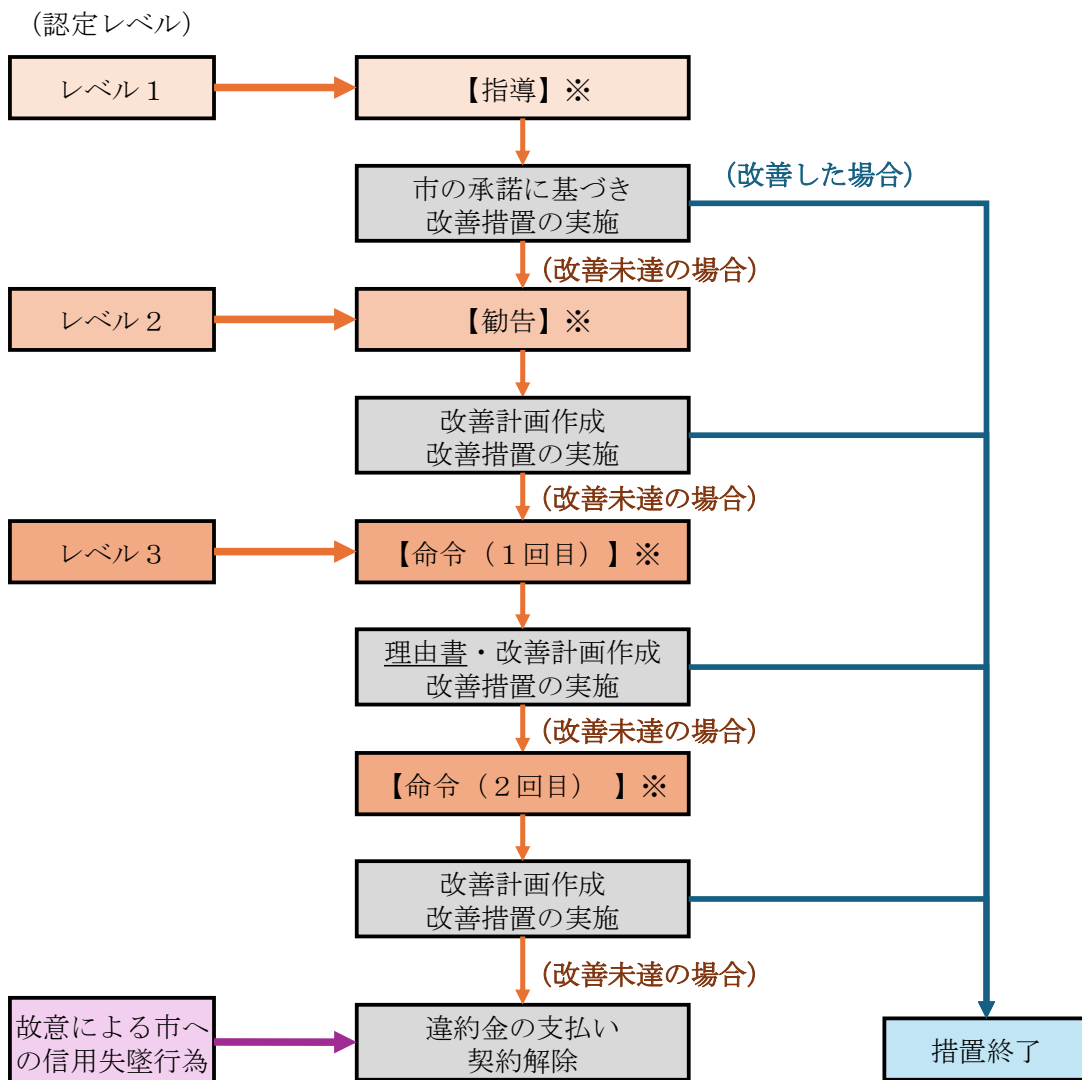 （認定レベル）
レベル１
【指導】※
市の承諾に基づき
改善措置の実施
（改善した場合）
（改善未達の場合）
レベル２
【勧告】※
改善計画作成
改善措置の実施
（改善未達の場合）
レベル３
【命令（１回目）】※
理由書・改善計画作成
改善措置の実施
（改善未達の場合）
【命令（２回目）　】※
改善計画作成
改善措置の実施
（改善未達の場合）
故意による市へ
の信用失墜行為
違約金の支払い
契約解除
措置終了